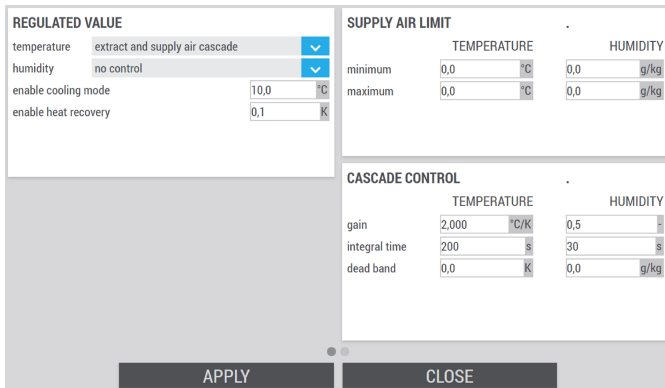 REGULATED VALUE
temperature extract and supply air cascade
humidity no control
enable cooling mode 10,0 °C
enable heat recovery 0,1 K
SUPPLY AIR LIMIT .
TEMPERATURE HUMIDITY
minimum 0,0 °C 0,0 g/kg
maximum 0,0 °C 0,0 g/kg
CASCADE CONTROL .
TEMPERATURE HUMIDITY
gain 2,000 °C/K 0,5 -
integral time 200 s 30 s
dead band 0,0 K 0,0 g/kg
APPLY CLOSE